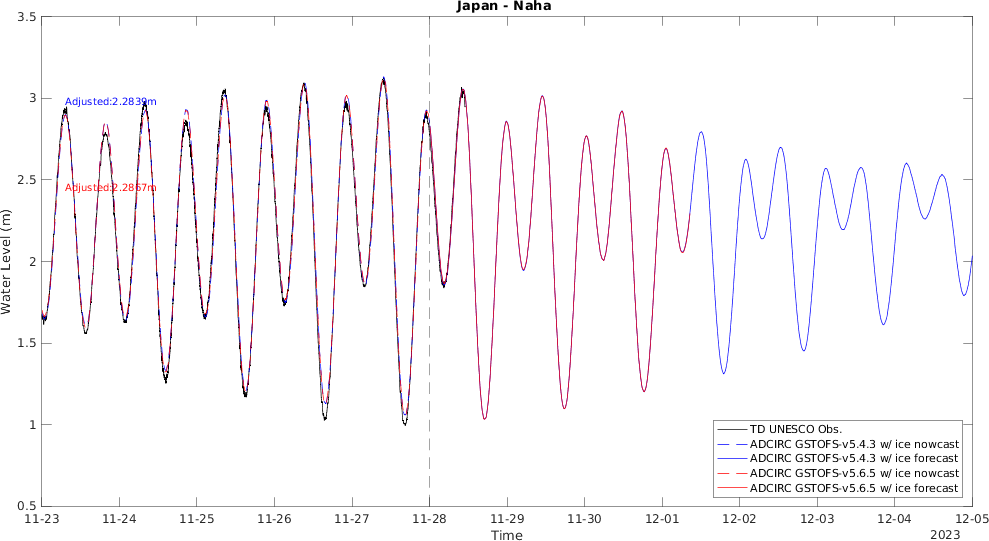 Japan - Naha
3.5
3
2.5
2
1.5
1
0.5
Water Level (m)
Adjusted:2.2839m
Adjusted:2.2867m
TD UNESCO Obs.
ADCIRC GSTOFS-v5.4.3 w/ ice nowcast
ADCIRC GSTOFS-v5.4.3 w/ ice forecast
ADCIRC GSTOFS-v5.6.5 w/ ice nowcast
ADCIRC GSTOFS-v5.6.5 w/ ice forecast
11-23 11-24 11-25 11-26 11-27 11-28 11-29 11-30 12-01 12-02 12-03 12-04 12-05
Time
2023